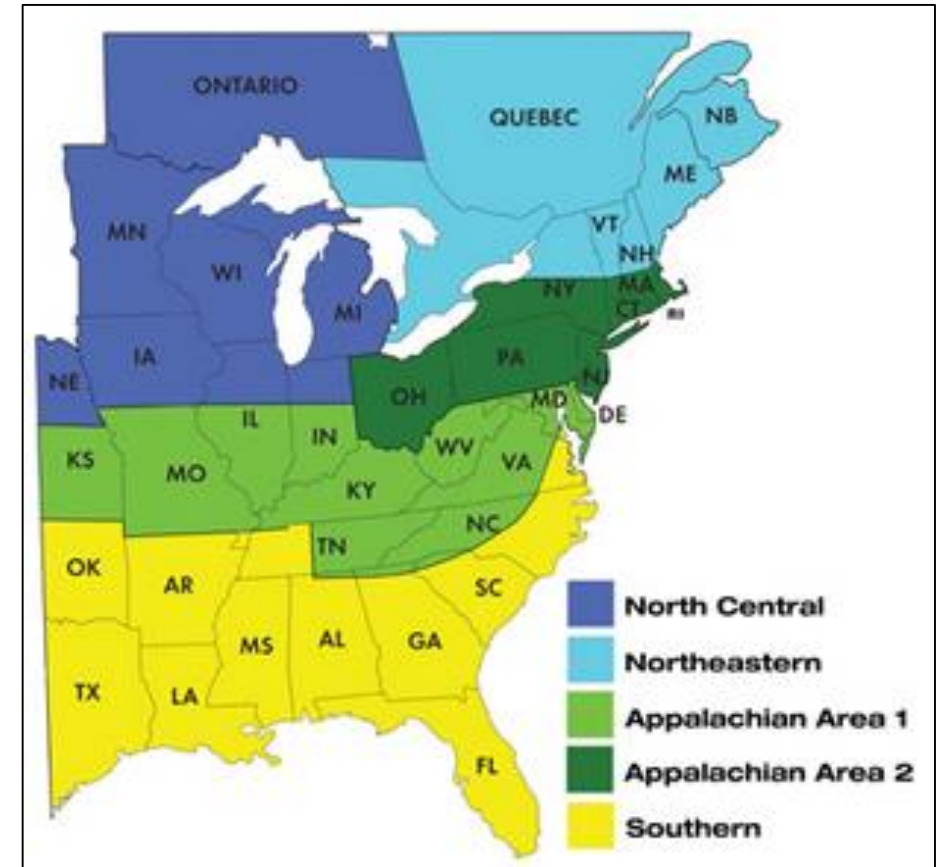 ONTARIO
QUEBEC
NB
ME
VT
MN
NH
WI
MA
NY
MI
CT
RI
IA
PA
NE
NJ
OH
MD
DE
IL
IN
WV
KS
VA
MO
KY
NC
TN
OK
AR
SC
MS
AL
GA
TX
LA
FL
North Central
Northeastern
Appalachian Area 1
Appalachian Area 2
Southern